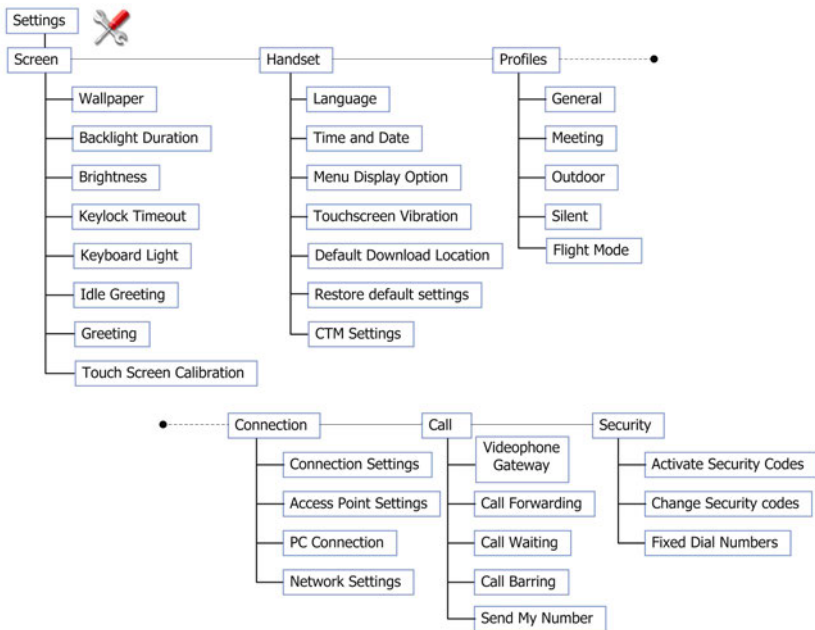 Settings
Screen
Wallpaper
Backlight Duration
Brightness
Keylock Timeout
Keyboard Light
Idle Greeting
Greeting
Touch Screen Calibration
Handset
Language
Time and Date
Menu Display Option
Touchscreen Vibration
Default Download Location
Restore default settings
CTM Settings
Profiles
General
Meeting
Outdoor
Silent
Flight Mode
Connection
Connection Settings
Access Point Settings
PC Connection
Network Settings
Call
Videophone
Gateway
Call Forwarding
Call Waiting
Call Barring
Send My Number
Security
Activate Security Codes
Change Security codes
Fixed Dial Numbers